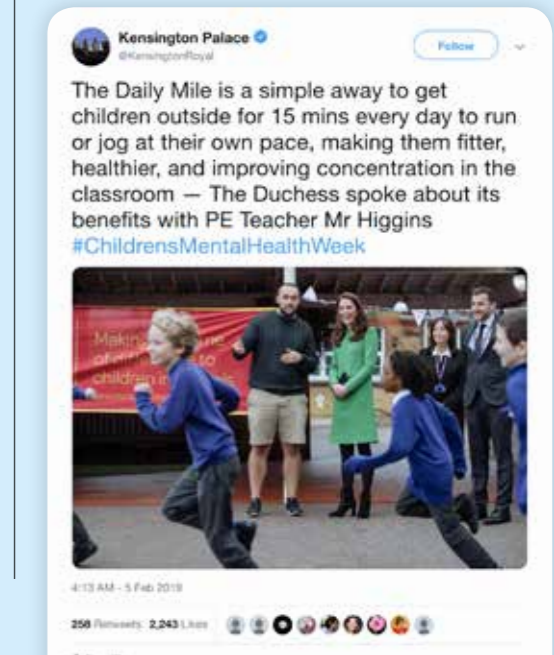 Kensington Palace
@KensingtonRoyal
Follow
The Daily Mile is a simple away to get
children outside for 15 mins every day to run
or jog at their own pace, making them fitter,
healthier, and improving concentration in the
classroom — The Duchess spoke about its
benefits with PE Teacher Mr Higgins
#ChildrensMentalHealthWeek
children in
4:13 AM - 5 Feb 2019
258 Retweets 2,243 Likes